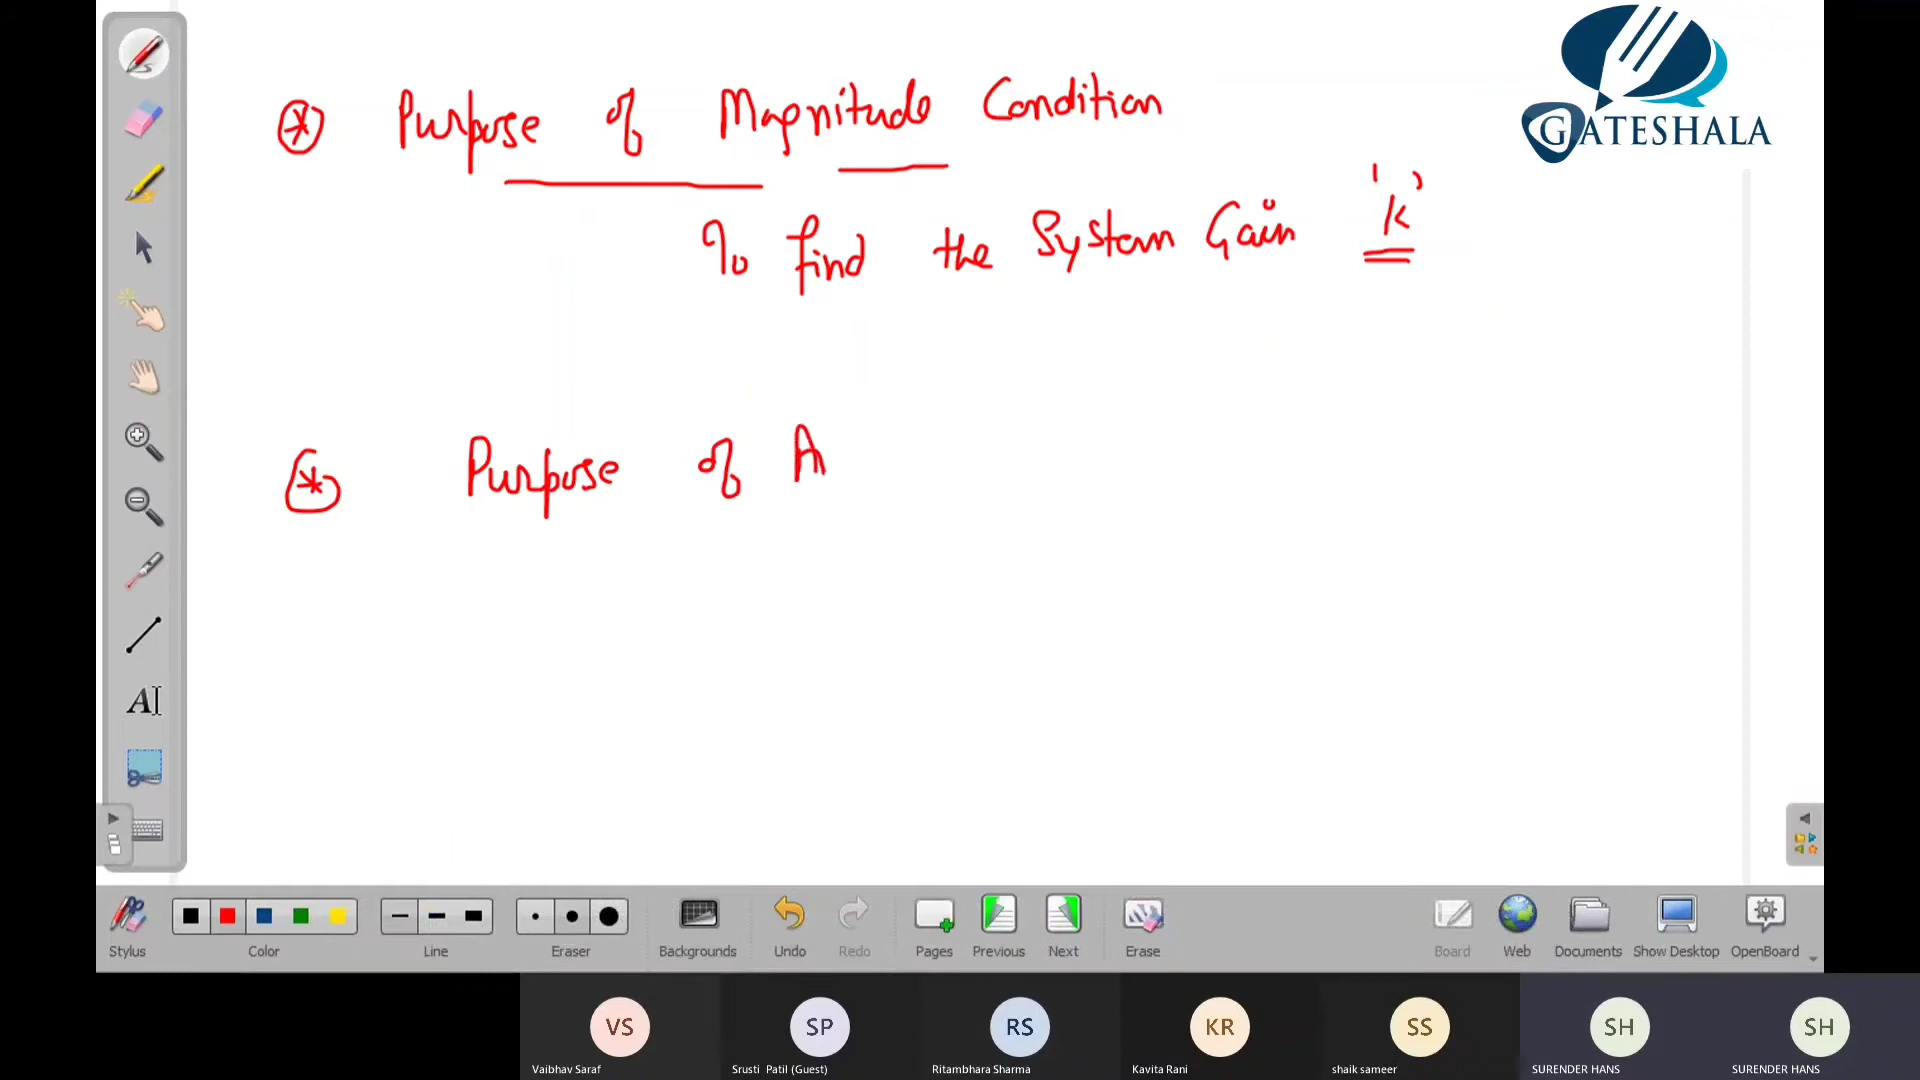 GATESHALA
* Purpose of Magnitude Condition
To find the System Gain 'K'
* Purpose of A
Stylus Color Line Eraser Backgrounds Undo Redo Pages Previous Next Erase Board Web Documents Show Desktop OpenBoard
VS SP RS KR SS SH SH
Vaibhav Saraf Srusti Patil (Guest) Ritambhara Sharma Kavita Rani shaik sameer SURENDER HANS SURENDER HANS